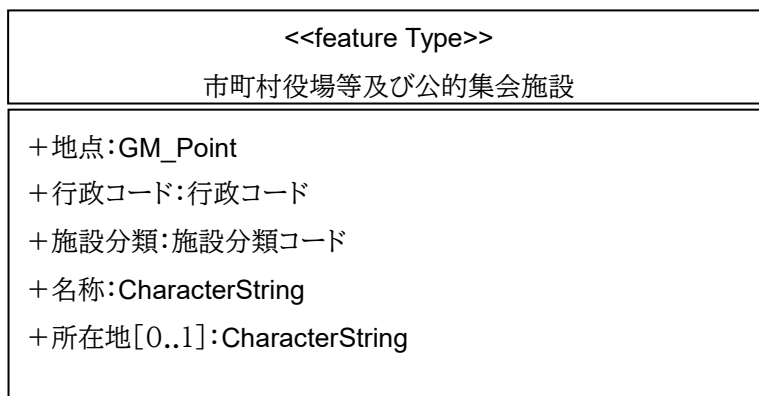 <<feature Type>>
市町村役場等及び公的集会施設
＋地点：GM_Point
＋行政コード：行政コード
＋施設分類：施設分類コード
＋名称：CharacterString
＋所在地[0..1]：CharacterString